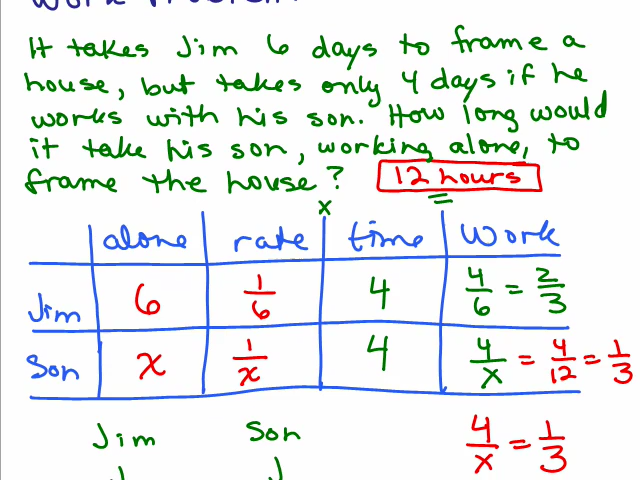 Work Problem
It takes Jim 6 days to frame a
house, but takes only 4 days if he
works with his son. How long would
it take his son, working alone, to
frame the house? 12 hours
x
alone rate time Work
Jim 6 1/6 4 4/6 = 2/3
Son x 1/x 4 4/x = 4/12 = 1/3
Jim Son 4/x = 1/3